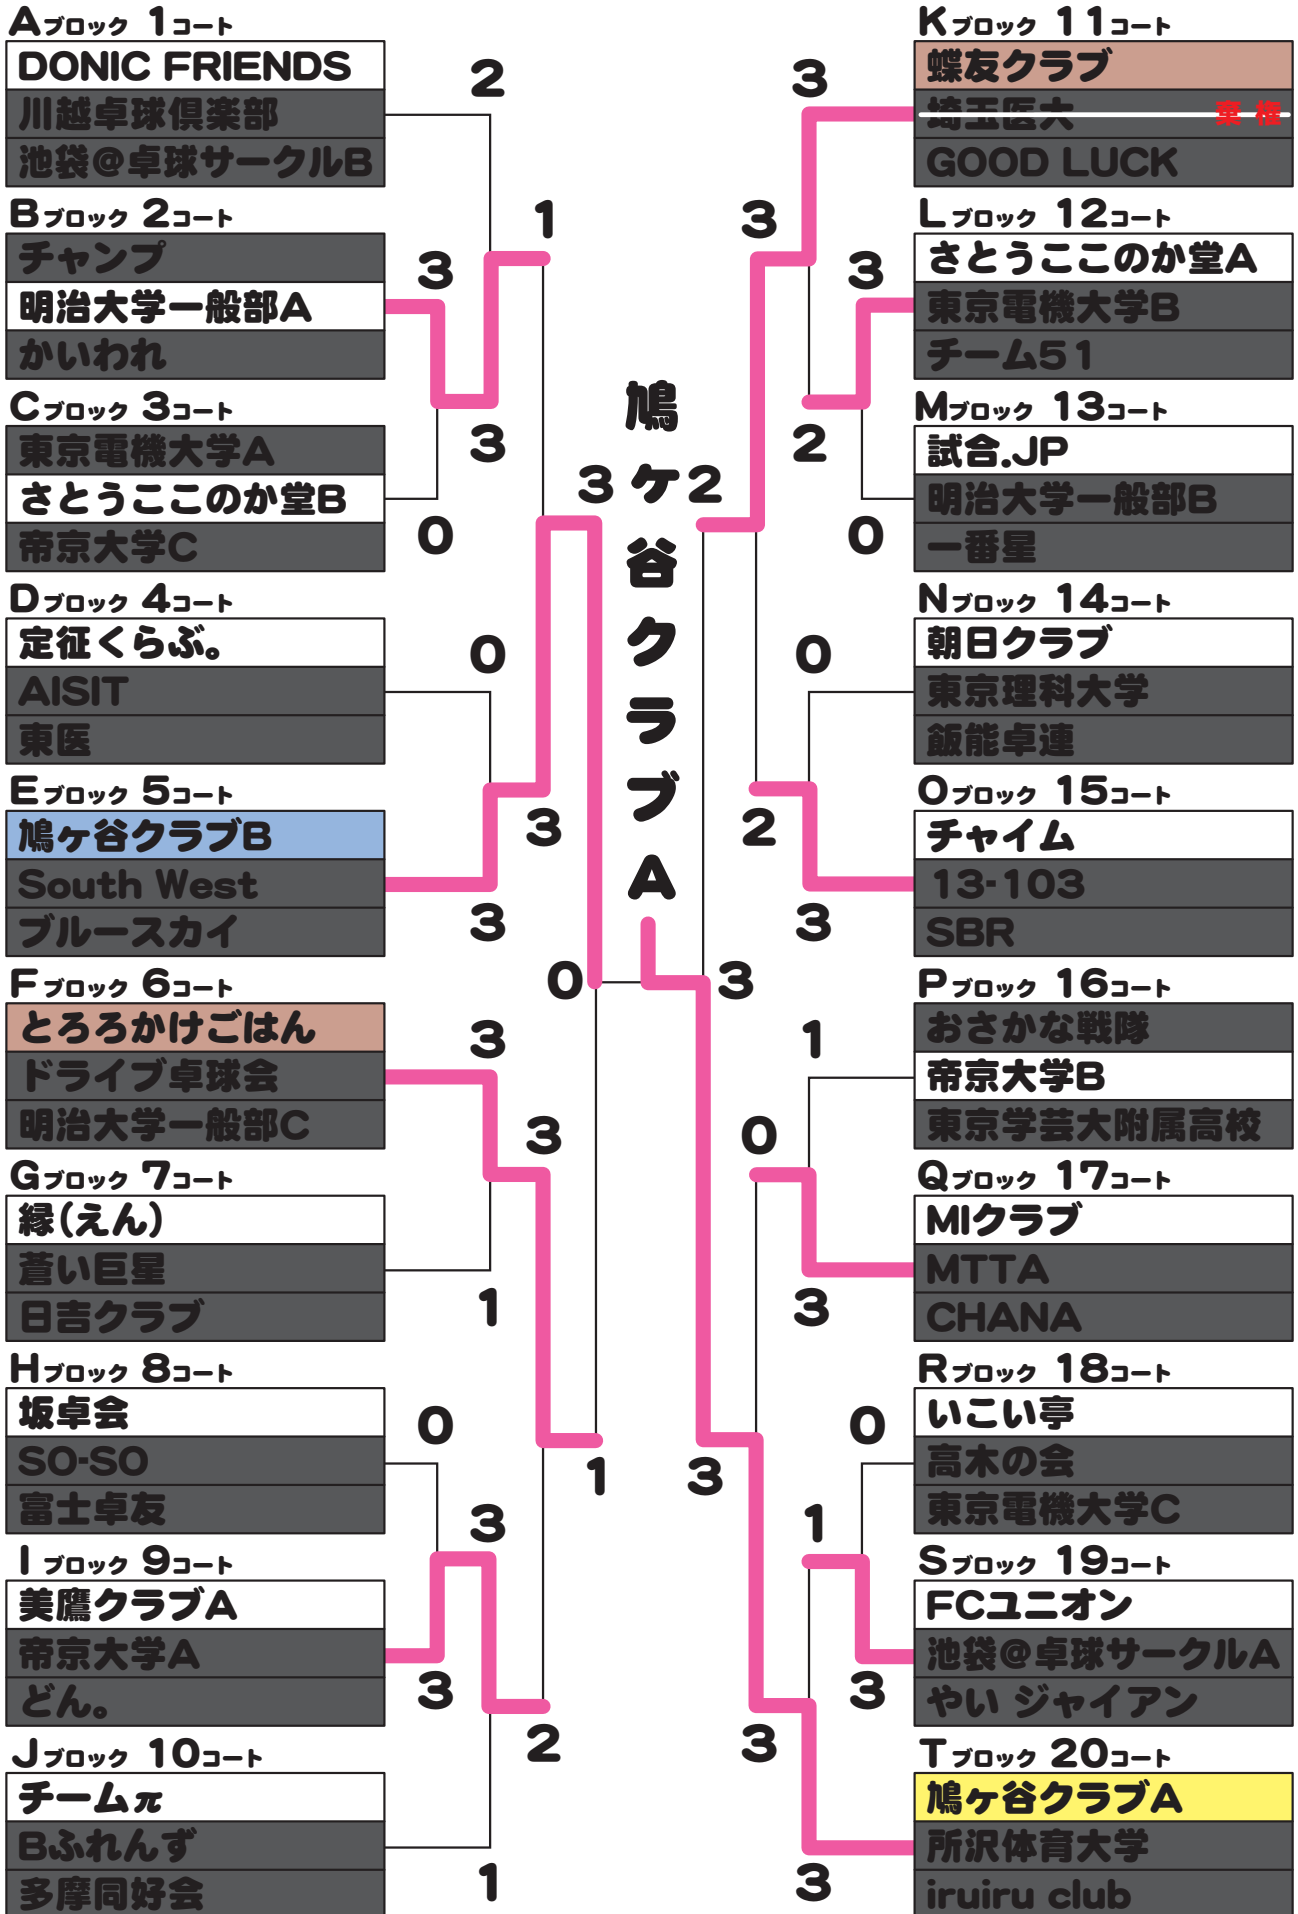 Aブロック 1コート
DONIC FRIENDS
川越卓球倶楽部
池袋@卓球サークルB
Bブロック 2コート
チャンプ
明治大学一般部A
かいわれ
Cブロック 3コート
東京電機大学A
さとうここのか堂B
帝京大学C
Dブロック 4コート
定征くらぶ。
AISIT
東医
Eブロック 5コート
鳩ヶ谷クラブB
South West
ブルースカイ
Fブロック 6コート
とろろかけごはん
ドライブ卓球会
明治大学一般部C
Gブロック 7コート
縁(えん)
蒼い巨星
日吉クラブ
Hブロック 8コート
坂卓会
SO-SO
富士卓友
Iブロック 9コート
美鷹クラブA
帝京大学A
どん。
Jブロック 10コート
チームπ
Bふれんず
多摩同好会
2
1
3
3
0
0
3
3
3
0
3
3
1
0
3
3
2
1
1
鳩ヶ谷クラブA
3
3
3
2
2
0
0
2
3
3
1
0
3
0
3
1
3
3
3
Kブロック 11コート
蝶友クラブ
埼玉医大 棄権
GOOD LUCK
Lブロック 12コート
さとうここのか堂A
東京電機大学B
チーム51
Mブロック 13コート
試合.JP
明治大学一般部B
一番星
Nブロック 14コート
朝日クラブ
東京理科大学
飯能卓連
Oブロック 15コート
チャイム
13-103
SBR
Pブロック 16コート
おさかな戦隊
帝京大学B
東京学芸大附属高校
Qブロック 17コート
MIクラブ
MTTA
CHANA
Rブロック 18コート
いこい亭
高木の会
東京電機大学C
Sブロック 19コート
FCユニオン
池袋@卓球サークルA
やい ジャイアン
Tブロック 20コート
鳩ヶ谷クラブA
所沢体育大学
iruiru club